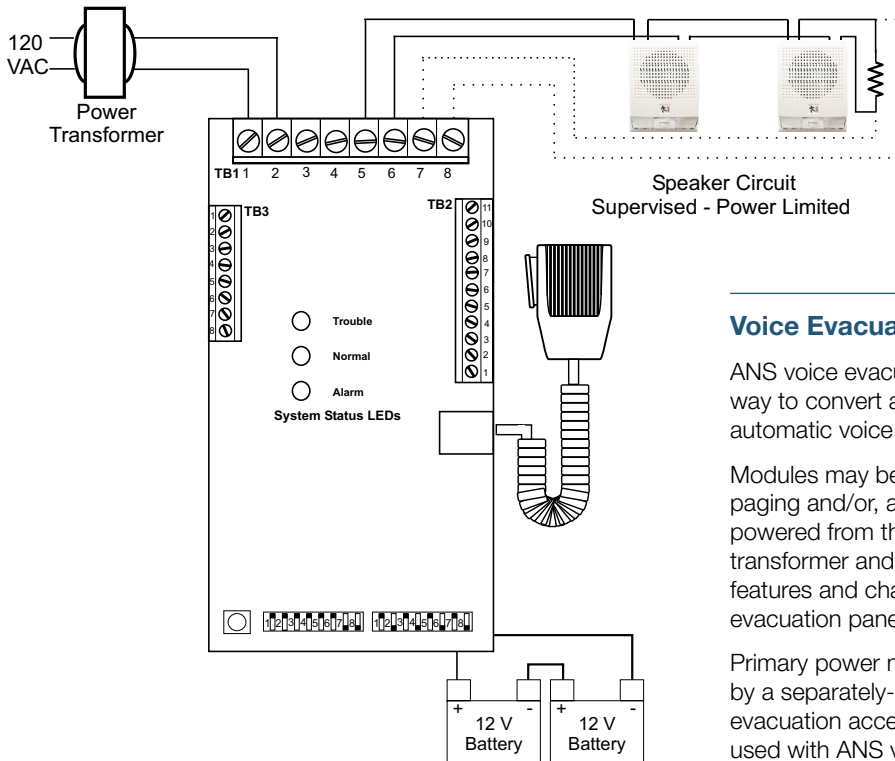 120
VAC
Power
Transformer
TB1 1 2 3 4 5 6 7 8
TB3
1
2
3
4
5
6
7
8
TB2
11
10
9
8
7
6
5
4
3
2
1
Trouble
Normal
Alarm
System Status LEDs
1 2 3 4 5 6 7 8
1 2 3 4 5 6 7 8
+ -
12 V
Battery
+ -
12 V
Battery
Speaker Circuit
Supervised - Power Limited
Voice Evacua
ANS voice evacu
way to convert a
automatic voice
Modules may be
paging and/or, a
powered from th
transformer and
features and cha
evacuation pane
Primary power m
by a separately-
evacuation acce
used with ANS v